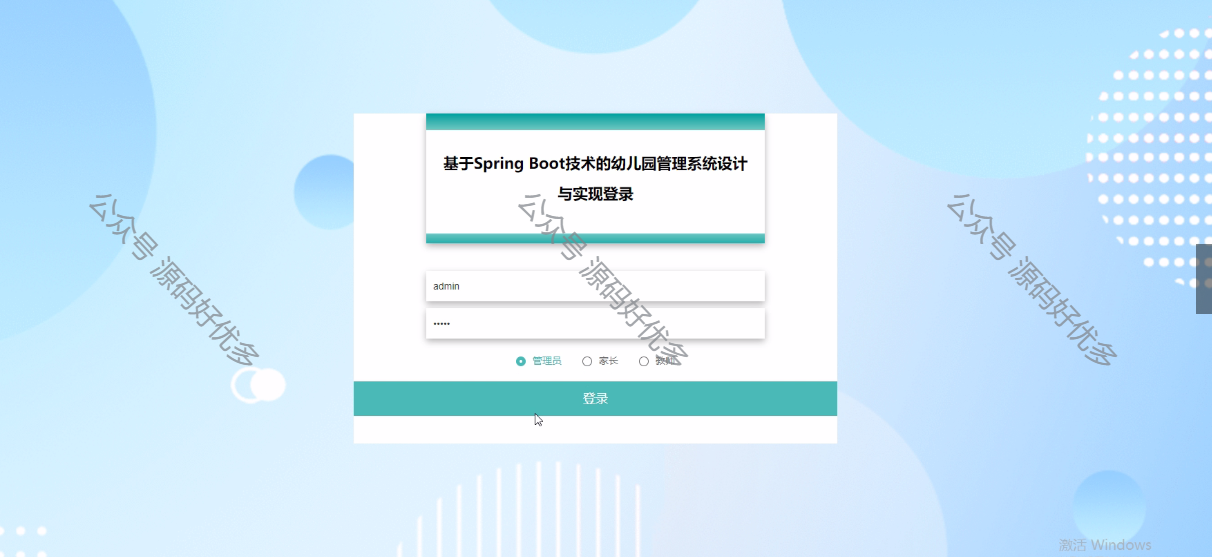 基于Spring Boot技术的幼儿园管理系统设计
与实现登录
公众号 源码好优多
公众号 源码好优多
公众号 源码好优多
admin
•••••
管理员 家长 教师
登录
激活 Windows